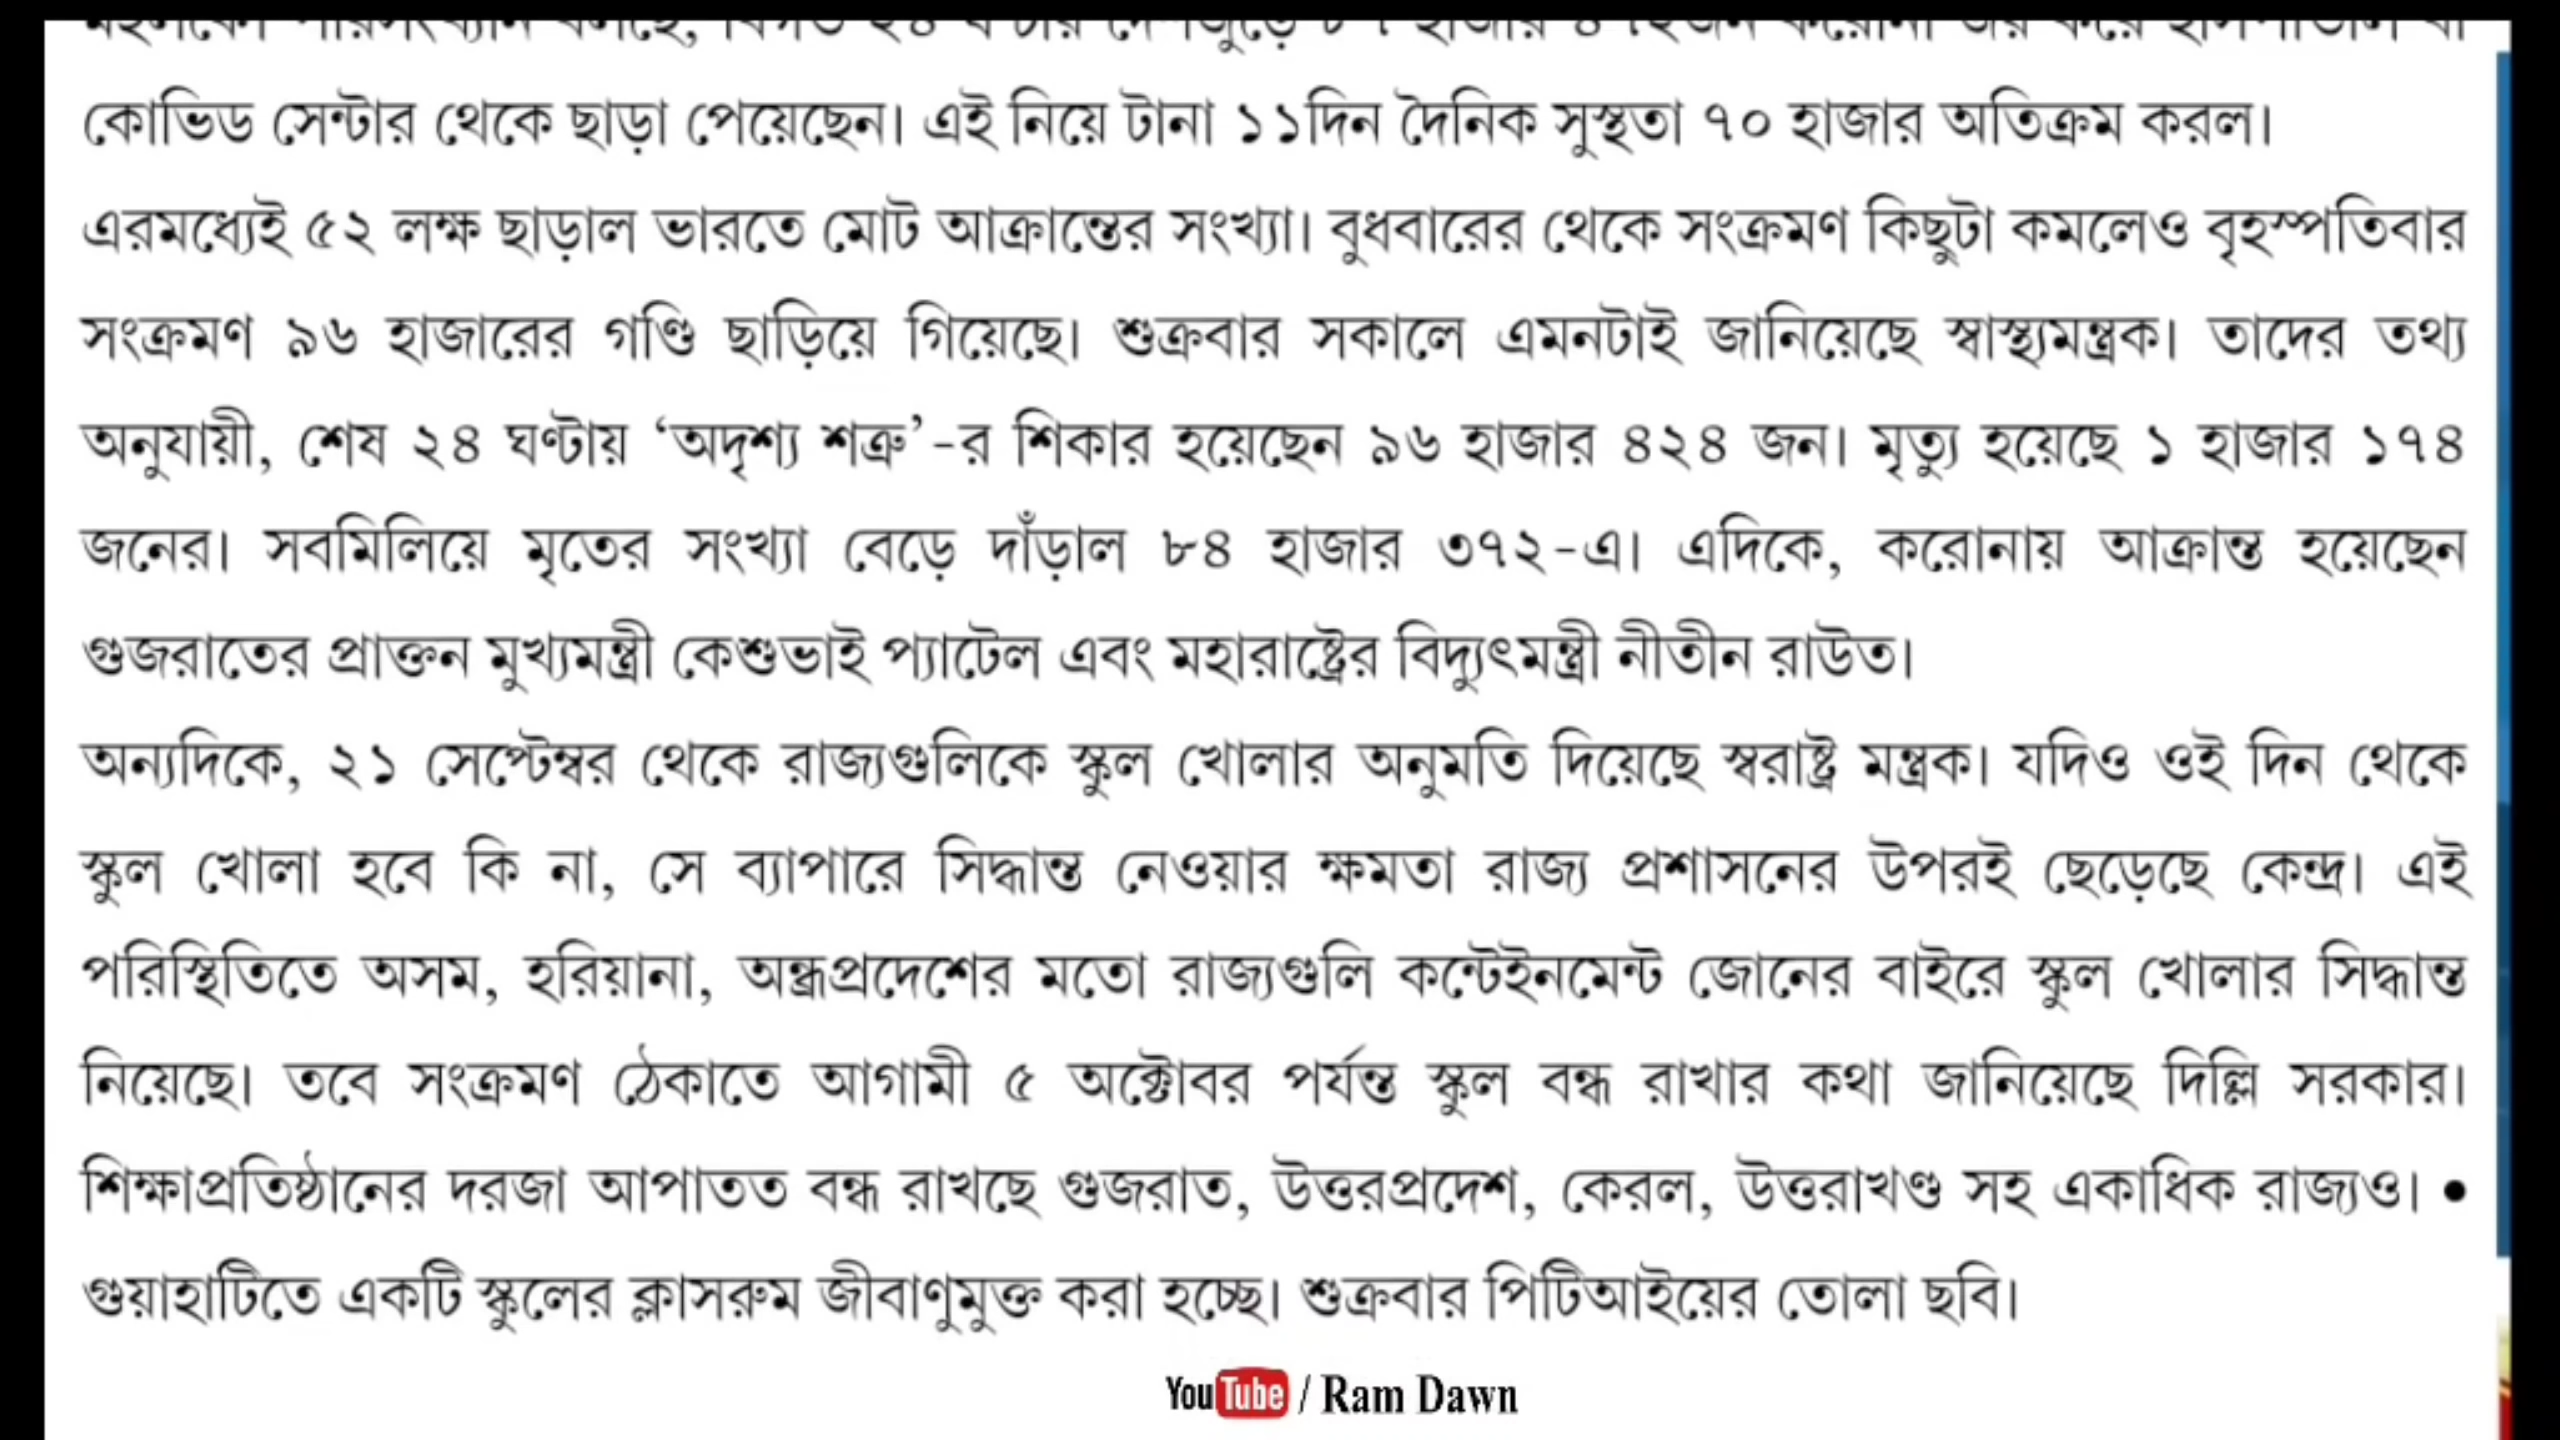 কোভিড সেন্টার থেকে ছাড়া পেয়েছেন। এই নিয়ে টানা ১১দিন দৈনিক সুস্থতা ৭০ হাজার অতিক্রম করল।
এরমধ্যেই ৫২ লক্ষ ছাড়াল ভারতে মোট আক্রান্তের সংখ্যা। বুধবারের থেকে সংক্রমণ কিছুটা কমলেও বৃহস্পতিবার
সংক্রমণ ৯৬ হাজারের গণ্ডি ছাড়িয়ে গিয়েছে। শুক্রবার সকালে এমনটাই জানিয়েছে স্বাস্থ্যমন্ত্রক। তাদের তথ্য
অনুযায়ী, শেষ ২৪ ঘণ্টায় ‘অদৃশ্য শত্রু’-র শিকার হয়েছেন ৯৬ হাজার ৪২৪ জন। মৃত্যু হয়েছে ১ হাজার ১৭৪
জনের। সবমিলিয়ে মৃতের সংখ্যা বেড়ে দাঁড়াল ৮৪ হাজার ৩৭২-এ। এদিকে, করোনায় আক্রান্ত হয়েছেন
গুজরাতের প্রাক্তন মুখ্যমন্ত্রী কেশুভাই প্যাটেল এবং মহারাষ্ট্রের বিদ্যুৎমন্ত্রী নীতীন রাউত।
অন্যদিকে, ২১ সেপ্টেম্বর থেকে রাজ্যগুলিকে স্কুল খোলার অনুমতি দিয়েছে স্বরাষ্ট্র মন্ত্রক। যদিও ওই দিন থেকে
স্কুল খোলা হবে কি না, সে ব্যাপারে সিদ্ধান্ত নেওয়ার ক্ষমতা রাজ্য প্রশাসনের উপরই ছেড়েছে কেন্দ্র। এই
পরিস্থিতিতে অসম, হরিয়ানা, অন্ধ্রপ্রদেশের মতো রাজ্যগুলি কন্টেইনমেন্ট জোনের বাইরে স্কুল খোলার সিদ্ধান্ত
নিয়েছে। তবে সংক্রমণ ঠেকাতে আগামী ৫ অক্টোবর পর্যন্ত স্কুল বন্ধ রাখার কথা জানিয়েছে দিল্লি সরকার।
শিক্ষাপ্রতিষ্ঠানের দরজা আপাতত বন্ধ রাখছে গুজরাত, উত্তরপ্রদেশ, কেরল, উত্তরাখণ্ড সহ একাধিক রাজ্যও। •
গুয়াহাটিতে একটি স্কুলের ক্লাসরুম জীবাণুমুক্ত করা হচ্ছে। শুক্রবার পিটিআইয়ের তোলা ছবি।
YouTube / Ram Dawn